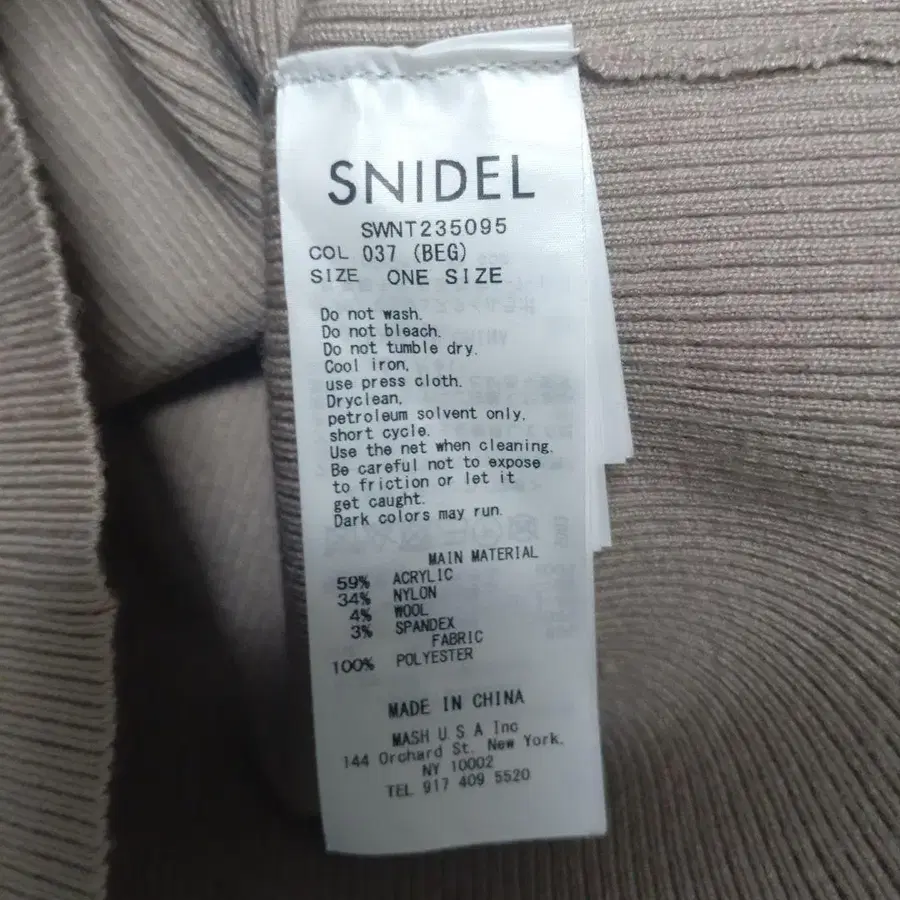 SNIDEL
SWNT235095
COL 037 (BEG)
SIZE ONE SIZE
Do not wash.
Do not bleach.
Do not tumble dry.
Cool iron,
use press cloth.
Dryclean,
petroleum solvent only,
short cycle.
Use the net when cleaning.
Be careful not to expose
to friction or let it
get caught.
Dark colors may run.
MAIN MATERIAL
59% ACRYLIC
34% NYLON
4% WOOL
3% SPANDEX
FABRIC
100% POLYESTER
MADE IN CHINA
MASH U.S.A Inc
144 Orchard St. New York,
NY 10002
TEL 917 409 5520